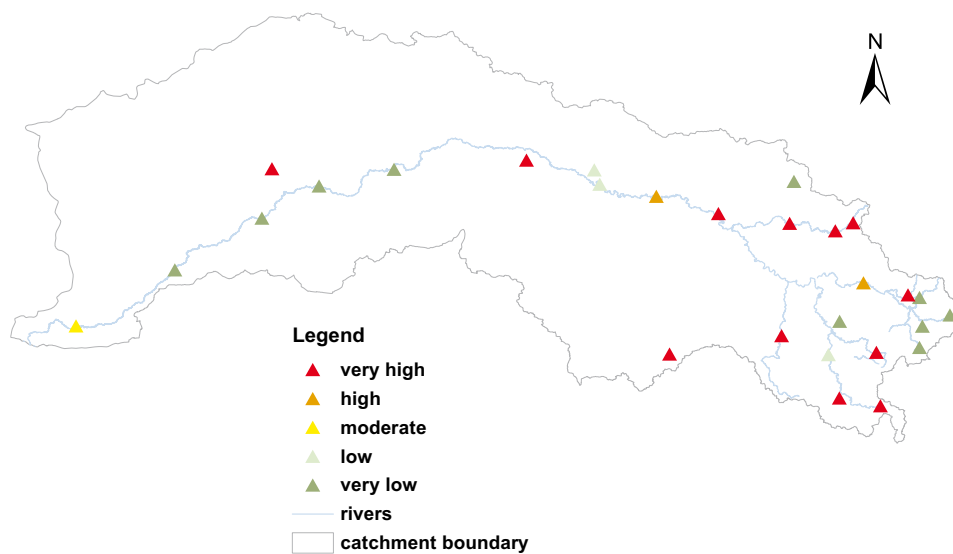 N
Legend
very high
high
moderate
low
very low
rivers
catchment boundary